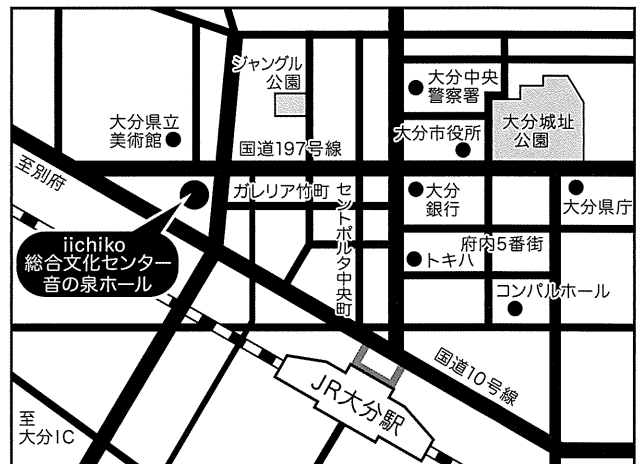 ジャングル
公園
大分中央
警察署
大分県立
美術館
大分市役所
大分城址
公園
国道197号線
至別府
ガレリア竹町
セントポルタ中央町
大分
銀行
大分県庁
iichiko
総合文化センター
音の泉ホール
府内5番街
トキハ
コンパルホール
国道10号線
JR大分駅
至
大分IC